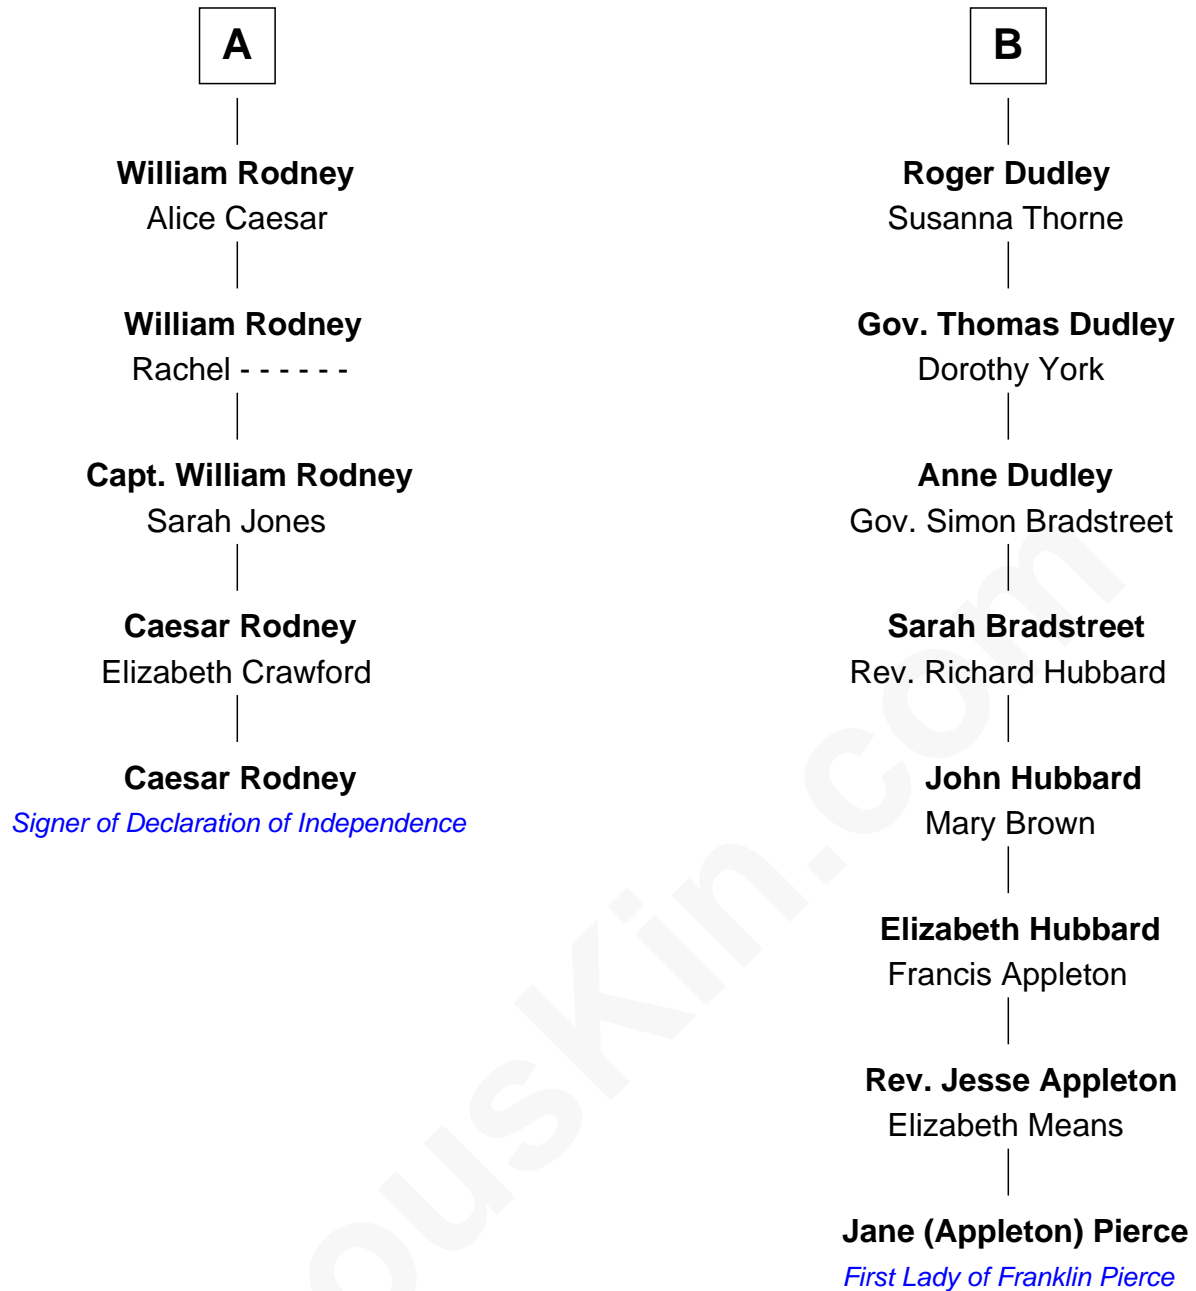 A
William Rodney
Alice Caesar
William Rodney
Rachel - - - - - -
Capt. William Rodney
Sarah Jones
Caesar Rodney
Elizabeth Crawford
Caesar Rodney
Signer of Declaration of Independence
B
Roger Dudley
Susanna Thorne
Gov. Thomas Dudley
Dorothy York
Anne Dudley
Gov. Simon Bradstreet
Sarah Bradstreet
Rev. Richard Hubbard
John Hubbard
Mary Brown
Elizabeth Hubbard
Francis Appleton
Rev. Jesse Appleton
Elizabeth Means
Jane (Appleton) Pierce
First Lady of Franklin Pierce
ousKin.com